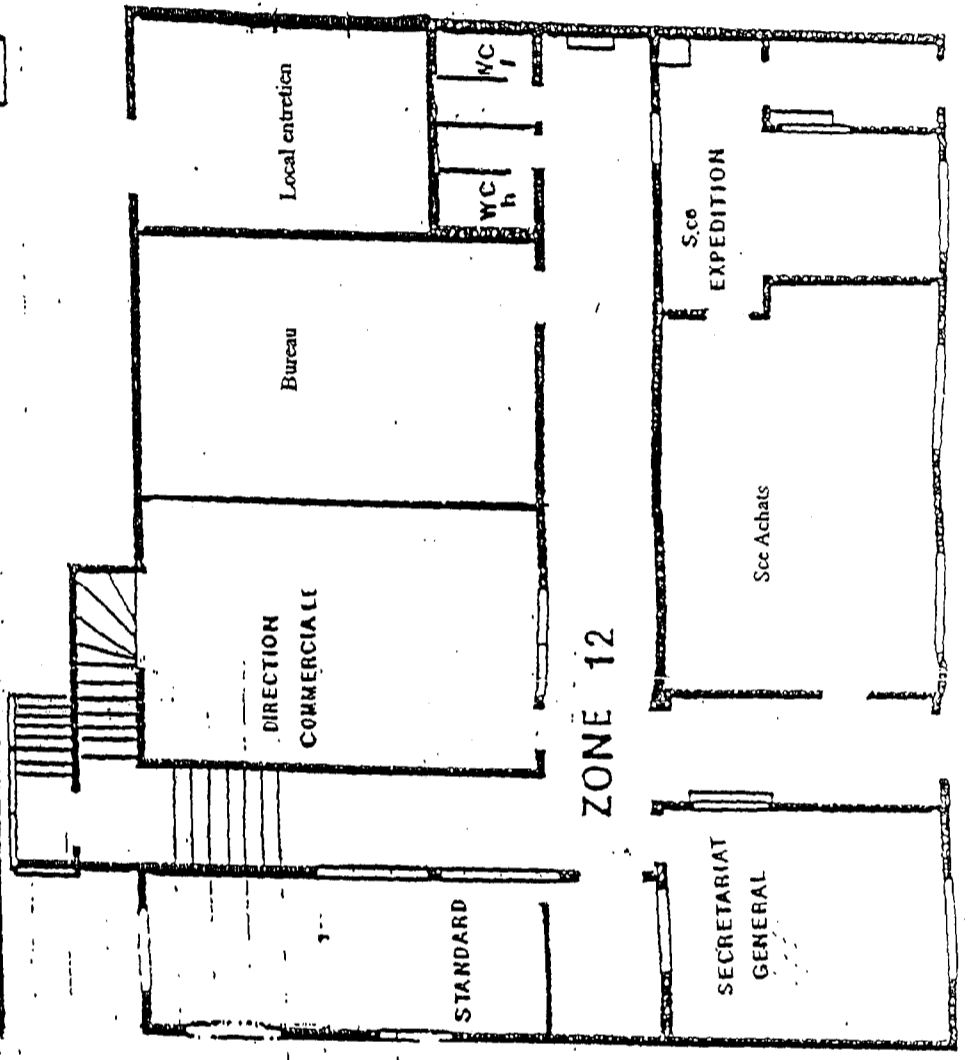 Local entretien
WC
WC
h
Bureau
S.ce
EXPEDITION
DIRECTION
COMMERCIALE
Sce Achats
ZONE 12
STANDARD
SECRETARIAT
GENERAL